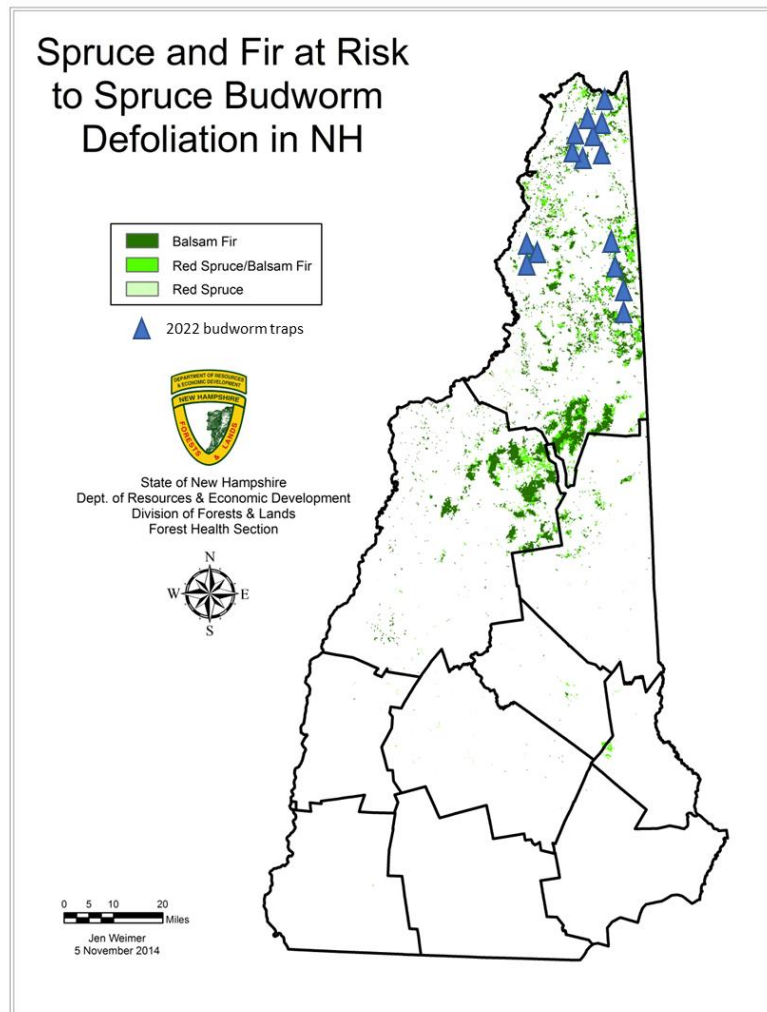 Spruce and Fir at Risk
to Spruce Budworm
Defoliation in NH
Balsam Fir
Red Spruce/Balsam Fir
Red Spruce
2022 budworm traps
DEPARTMENT OF RESOURCES
& ECONOMIC DEVELOPMENT
NEW HAMPSHIRE
FORESTS & LANDS
State of New Hampshire
Dept. of Resources & Economic Development
Division of Forests & Lands
Forest Health Section
N
W E
S
0 5 10 20
Miles
Jen Weimer
5 November 2014